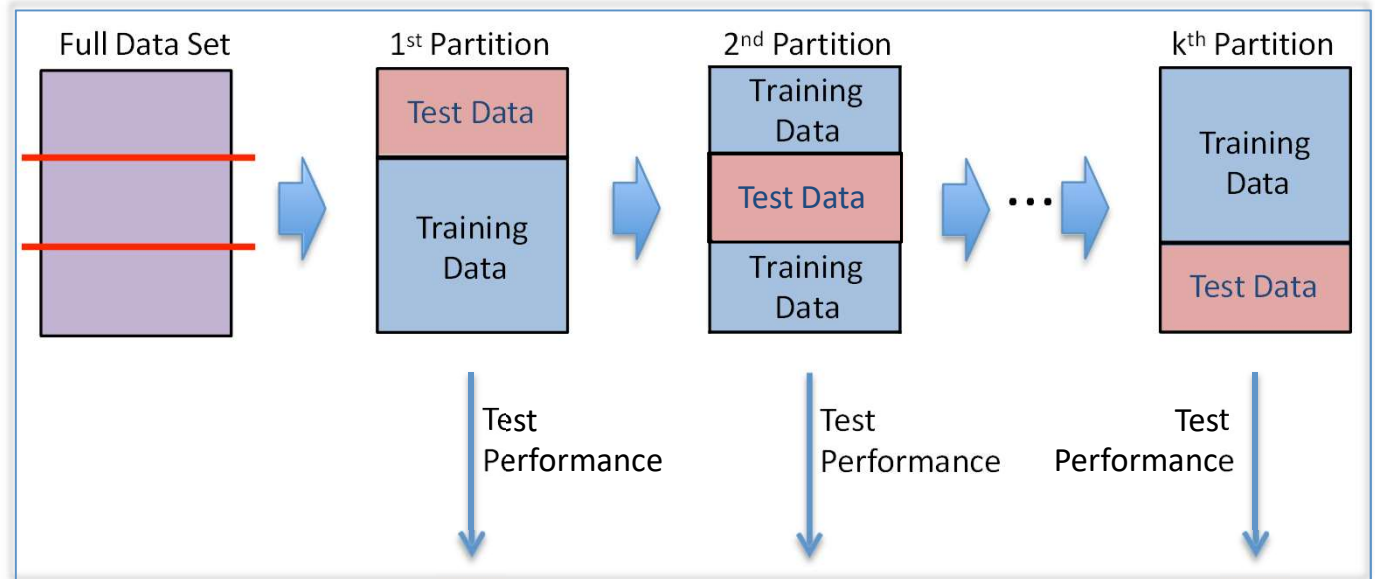 Full Data Set
1st Partition
2nd Partition
kth Partition
Test Data
Training
Data
Training
Data
Test Data
Training
Data
Training
Data
Test Data
...
Test
Performance
Test
Performance
Test
Performance